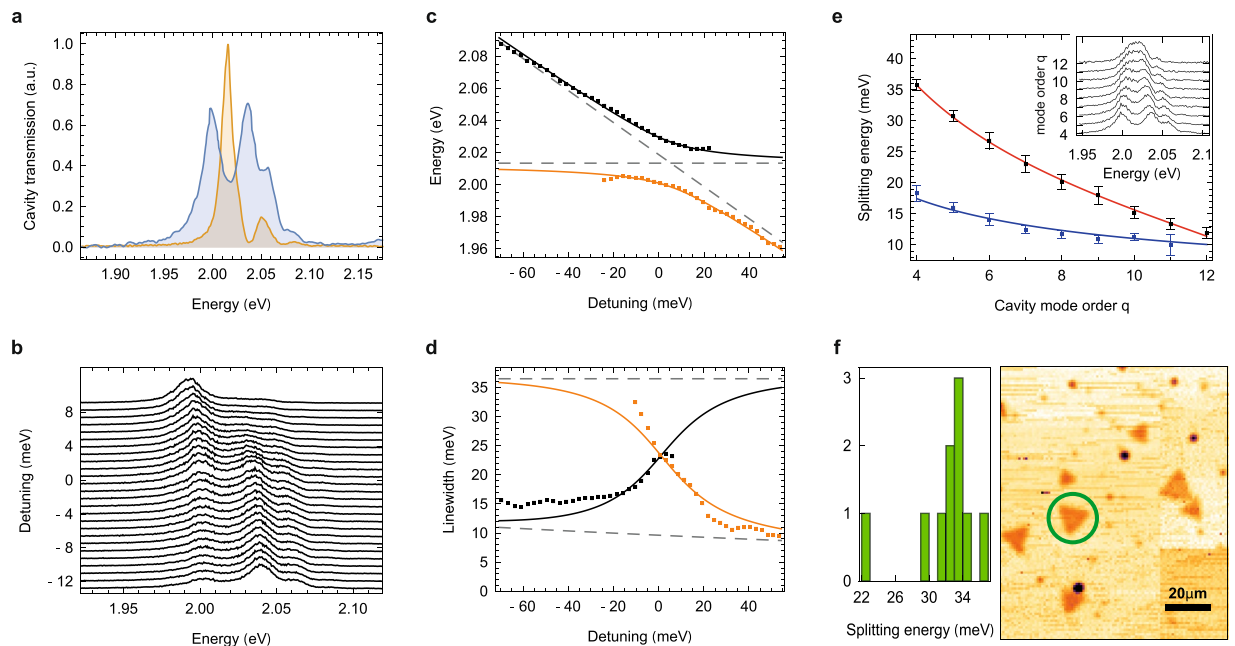 a
Cavity transmission (a.u.)
1.0
0.8
0.6
0.4
0.2
0.0
1.90 1.95 2.00 2.05 2.10 2.15
Energy (eV)
b
Detuning (meV)
8
4
0
- 4
- 8
- 12
1.95 2.00 2.05 2.10
Energy (eV)
c
Energy (eV)
2.08
2.06
2.04
2.02
2.00
1.98
1.96
- 60 - 40 - 20 0 20 40
Detuning (meV)
d
Linewidth (meV)
35
30
25
20
15
10
5
0
- 60 - 40 - 20 0 20 40
Detuning (meV)
e
Splitting energy (meV)
40
35
30
25
20
15
10
4 6 8 10 12
Cavity mode order q
mode order q
12
10
8
6
4
1.95 2.0 2.05 2.1
Energy (eV)
f
3
2
1
0
22 26 30 34
Splitting energy (meV)
20μm